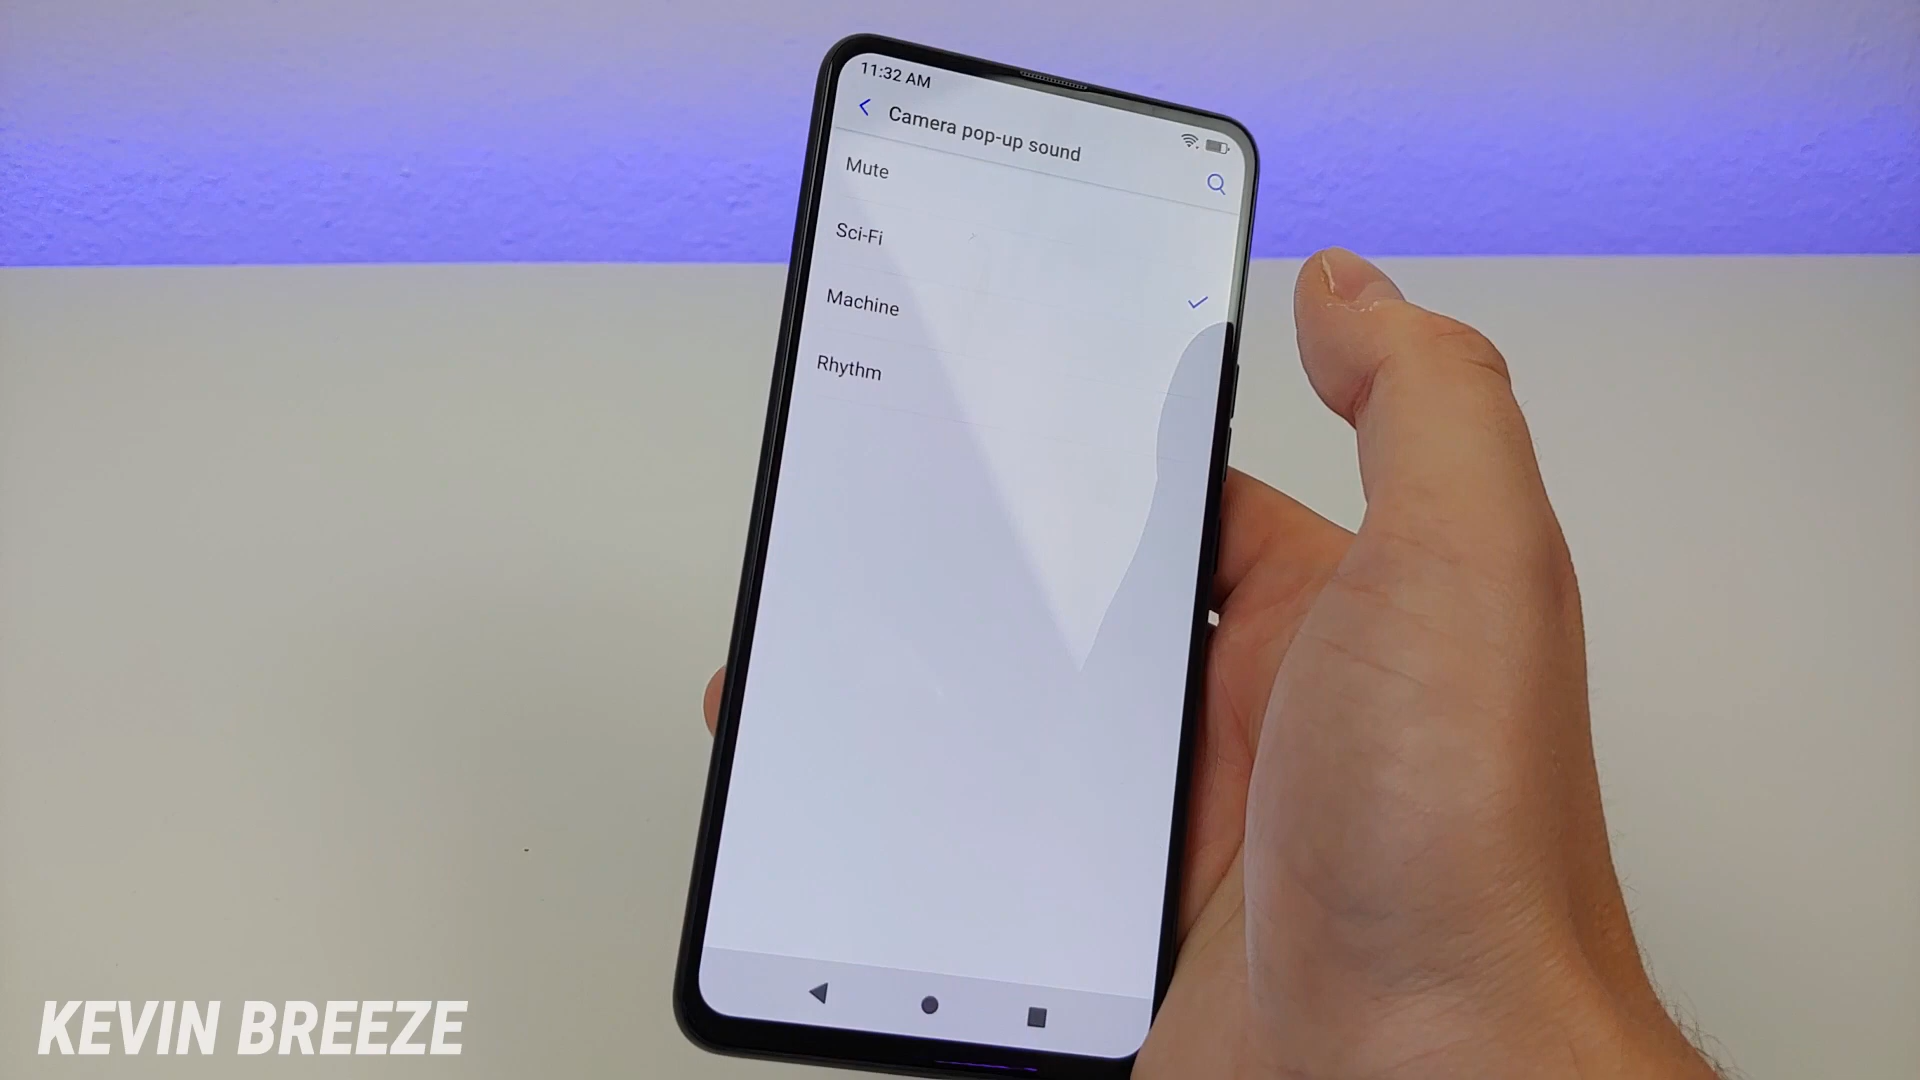 11:32 AM
Camera pop-up sound
Mute
Sci-Fi
Machine
Rhythm
KEVIN BREEZE